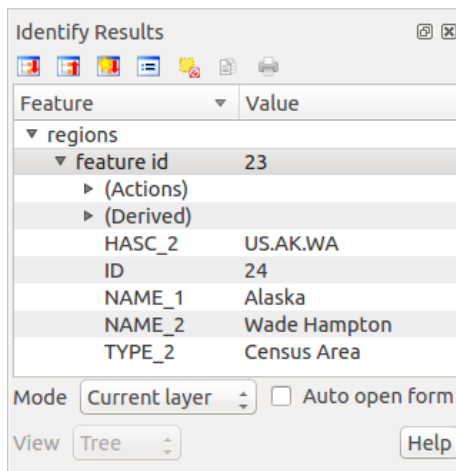 Identify Results
Feature Value
regions
feature id 23
(Actions)
(Derived)
HASC_2 US.AK.WA
ID 24
NAME_1 Alaska
NAME_2 Wade Hampton
TYPE_2 Census Area
Mode Current layer Auto open form
View Tree Help